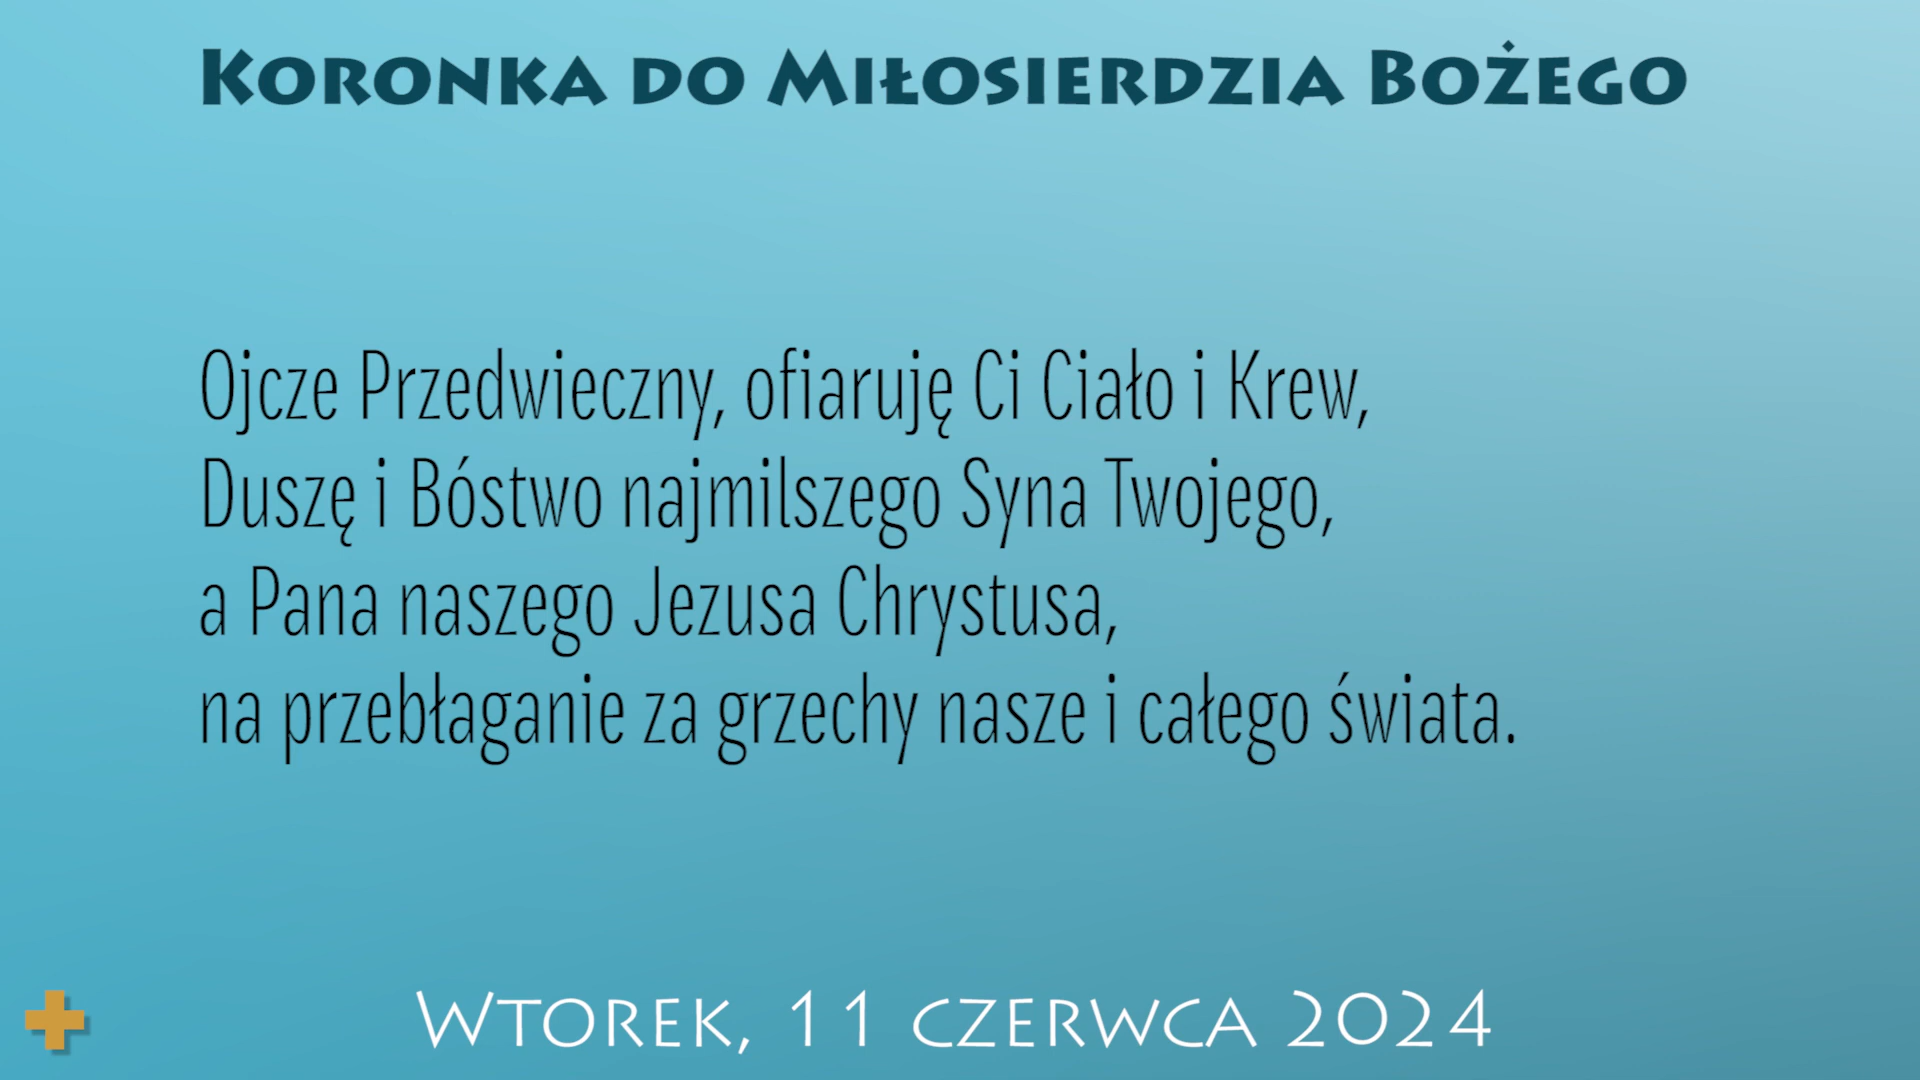 Koronka do Miłosierdzia Bożego
Ojcze Przedwieczny, ofiaruję Ci Ciało i Krew,
Duszę i Bóstwo najmilszego Syna Twojego,
a Pana naszego Jezusa Chrystusa,
na przebłaganie za grzechy nasze i całego świata.
Wtorek, 11 czerwca 2024